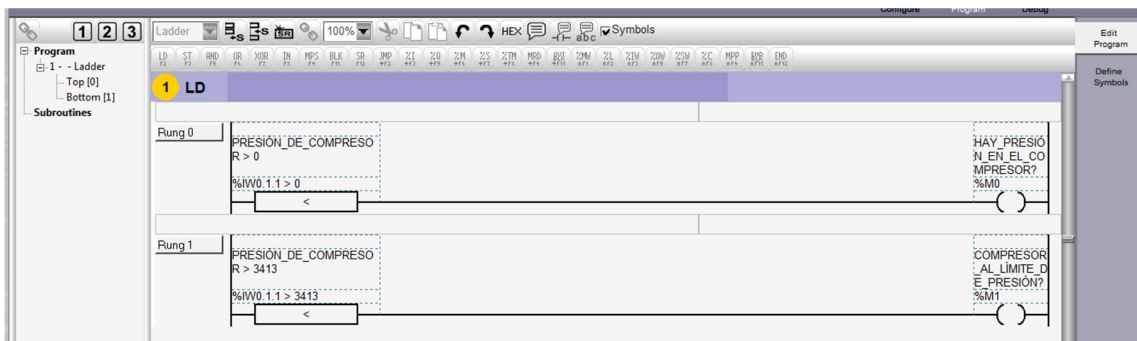 Configure Program Debug
1 2 3
Ladder
100%
HEX
abc
Symbols
Edit
Program
Define
Symbols
Program
1 - - Ladder
Top [0]
Bottom [1]
Subroutines
LD ST AND OR XOR IN MPS BLK SR JMP %I %Q %M %S %TM MRD %MW %L %IW %QW %SW %C MPP END
1 LD
Rung 0
PRESIÓN_DE_COMPRESO
R > 0
%IW0.1.1 > 0
<
HAY_PRESIÓ
N_EN_EL_CO
MPRESOR?
%M0
Rung 1
PRESIÓN_DE_COMPRESO
R > 3413
%IW0.1.1 > 3413
<
COMPRESOR
_AL_LÍMITE_D
E_PRESIÓN?
%M1